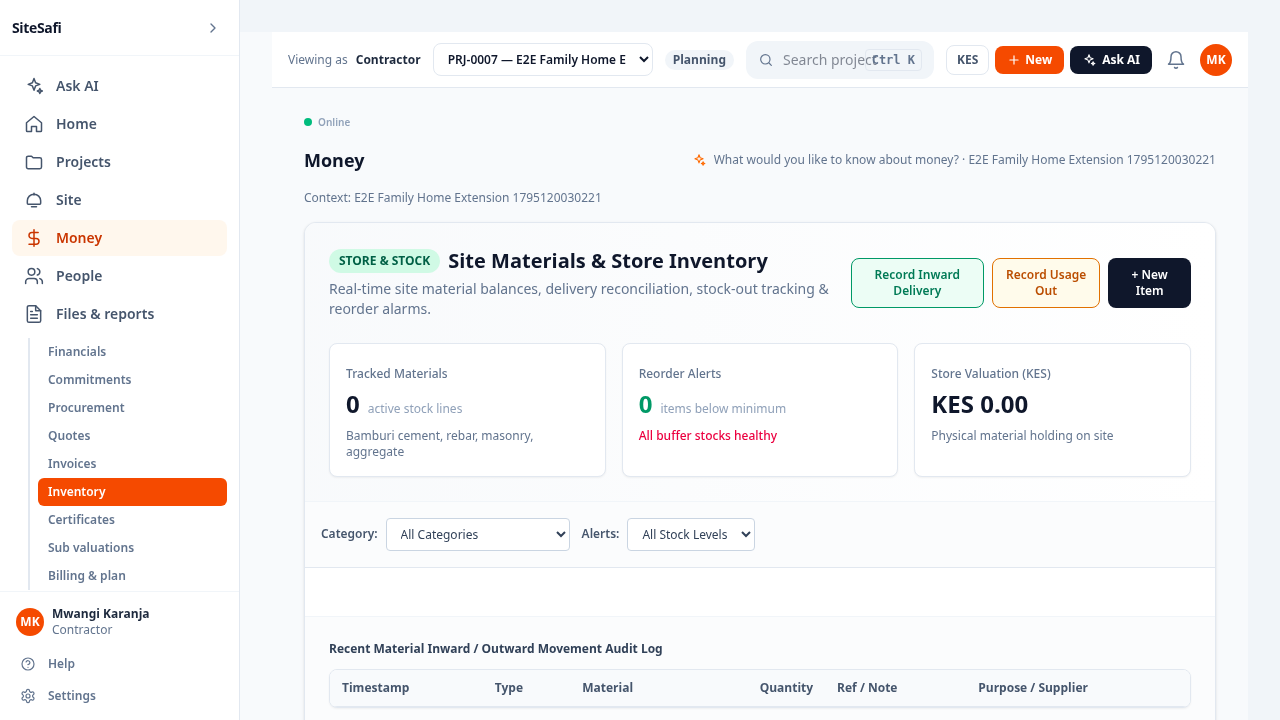 SiteSafi
Ask AI
Home
Projects
Site
Money
People
Files & reports
Financials
Commitments
Procurement
Quotes
Invoices
Inventory
Certificates
Sub valuations
Billing & plan
MK
Mwangi Karanja
Contractor
Help
Settings
Viewing as Contractor
PRJ-0007 — E2E Family Home E
Planning
Search project
Ctrl K
KES
New
Ask AI
MK
Online
Money
What would you like to know about money? · E2E Family Home Extension 1795120030221
Context: E2E Family Home Extension 1795120030221
STORE & STOCK
Site Materials & Store Inventory
Real-time site material balances, delivery reconciliation, stock-out tracking &
reorder alarms.
Record Inward
Delivery
Record Usage
Out
+ New
Item
Tracked Materials
0 active stock lines
Bamburi cement, rebar, masonry,
aggregate
Reorder Alerts
0 items below minimum
All buffer stocks healthy
Store Valuation (KES)
KES 0.00
Physical material holding on site
Category: All Categories
Alerts: All Stock Levels
Recent Material Inward / Outward Movement Audit Log
Timestamp Type Material Quantity Ref / Note Purpose / Supplier